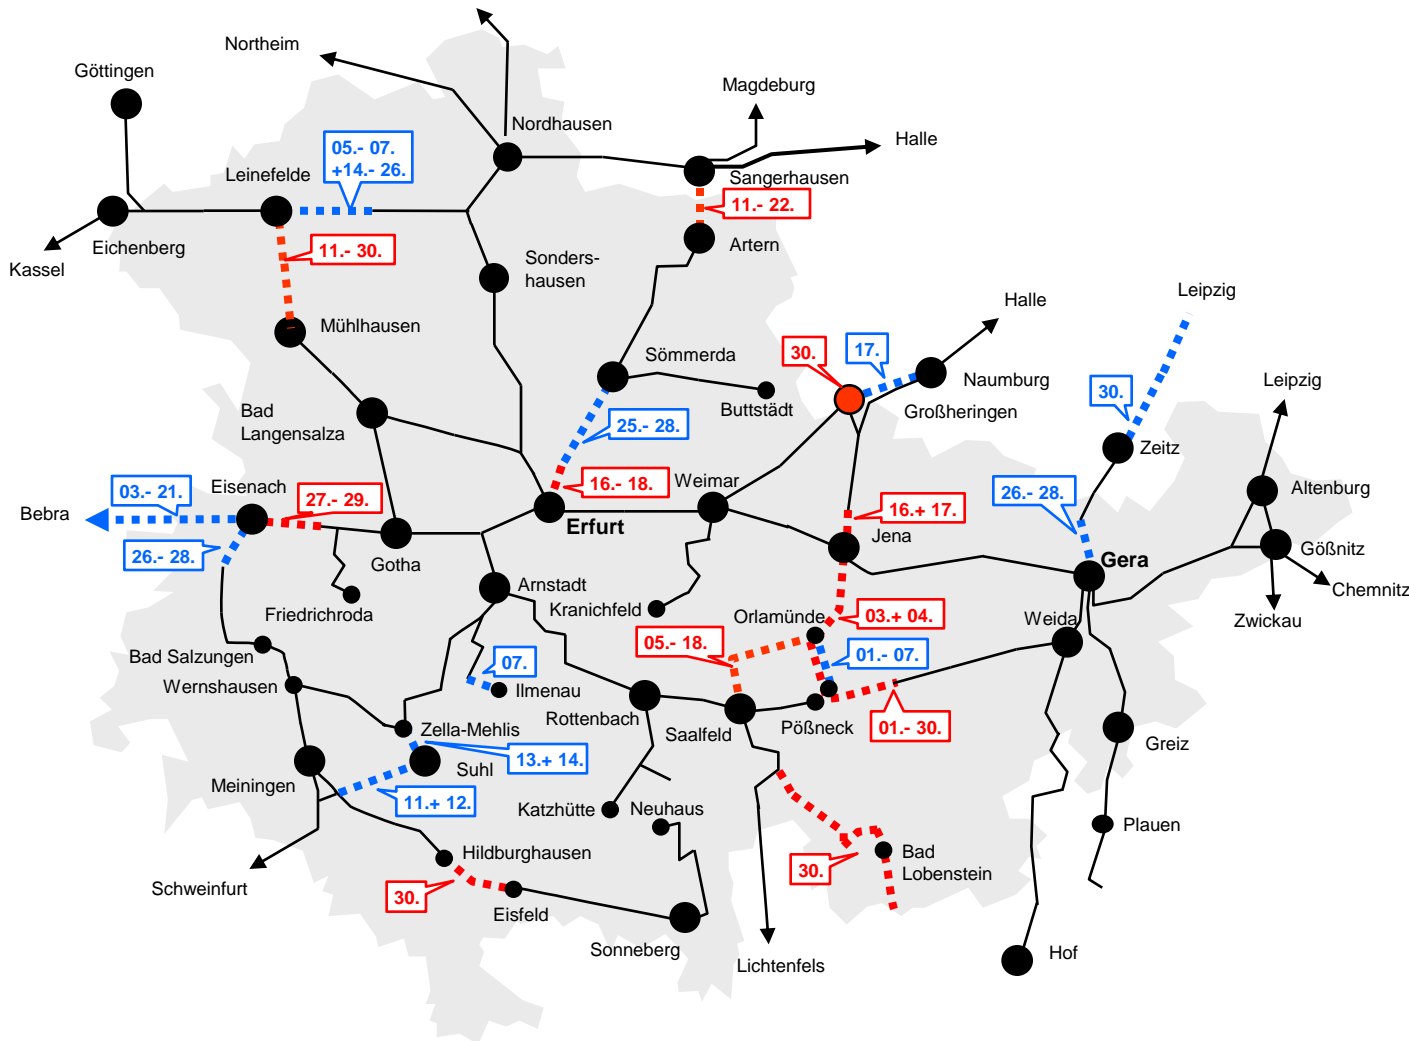 Northeim
Göttingen
Magdeburg
Nordhausen
Halle
05.- 07.
+14.- 26.
Leinefelde
Sangerhausen
11.- 22.
Eichenberg
Artern
11.- 30.
Kassel
Sonders-
hausen
Leipzig
Halle
Mühlhausen
Sömmerda
30.
17.
Naumburg
Leipzig
30.
Buttstädt
Großheringen
Bad
Langensalza
25.- 28.
Zeitz
Weimar
16.- 18.
03.- 21.
Eisenach
27.- 29.
26.- 28.
Altenburg
Bebra
Erfurt
16.+ 17.
Jena
Gößnitz
26.- 28.
Gotha
Gera
Arnstadt
Chemnitz
Friedrichroda
Kranichfeld
Orlamünde
03.+ 04.
Weida
Zwickau
05.- 18.
Bad Salzungen
01.- 07.
07.
Wernshausen
Ilmenau
Rottenbach
Zella-Mehlis
Saalfeld
Pößneck
01.- 30.
Greiz
13.+ 14.
Suhl
Meiningen
11.+ 12.
Katzhütte
Neuhaus
Plauen
Hildburghausen
Bad
Lobenstein
30.
Schweinfurt
30.
Eisfeld
Sonneberg
Hof
Lichtenfels